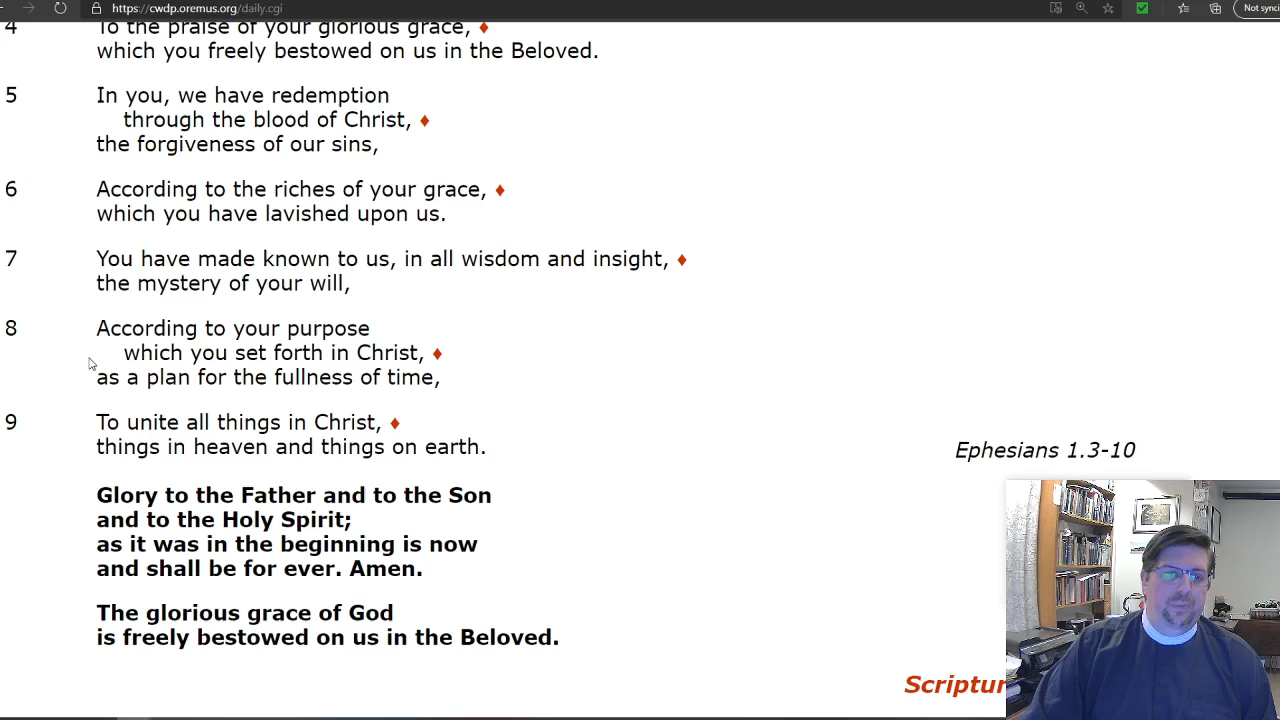 https://cwdp.oremus.org/daily.cgi
Not sync
4 To the praise of your glorious grace, ♦
which you freely bestowed on us in the Beloved.
5 In you, we have redemption
through the blood of Christ, ♦
the forgiveness of our sins,
6 According to the riches of your grace, ♦
which you have lavished upon us.
7 You have made known to us, in all wisdom and insight, ♦
the mystery of your will,
8 According to your purpose
which you set forth in Christ, ♦
as a plan for the fullness of time,
9 To unite all things in Christ, ♦
things in heaven and things on earth.
Ephesians 1.3-10
Glory to the Father and to the Son
and to the Holy Spirit;
as it was in the beginning is now
and shall be for ever. Amen.
The glorious grace of God
is freely bestowed on us in the Beloved.
Scriptur